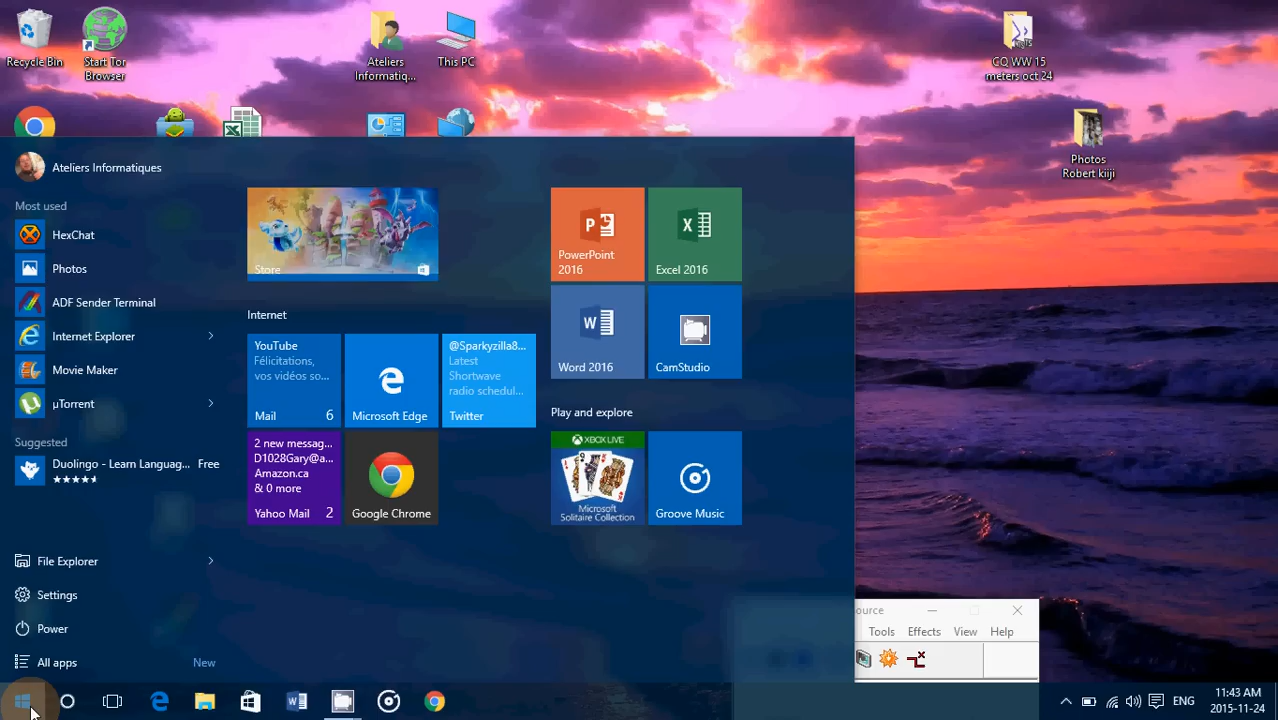 Recycle Bin
Start Tor
Browser
Ateliers
Informatiq...
This PC
CQ WW 15
meters oct 24
Photos
Robert kiiji
Ateliers Informatiques
Most used
HexChat
Photos
ADF Sender Terminal
Internet Explorer
Movie Maker
µTorrent
Suggested
Duolingo - Learn Languag... Free
File Explorer
Settings
Power
All apps New
Store
Internet
YouTube
Félicitations,
vos vidéos so...
Mail 6
Microsoft Edge
@Sparkyzilla8...
Latest
Shortwave
radio schedul...
Twitter
2 new messag...
D1028Gary@a...
Amazon.ca
& 0 more
Yahoo Mail 2
Google Chrome
PowerPoint
2016
Excel 2016
Word 2016
CamStudio
Play and explore
XBOX LIVE
Microsoft
Solitaire Collection
Groove Music
ource
Tools Effects View Help
ENG
11:43 AM
2015-11-24